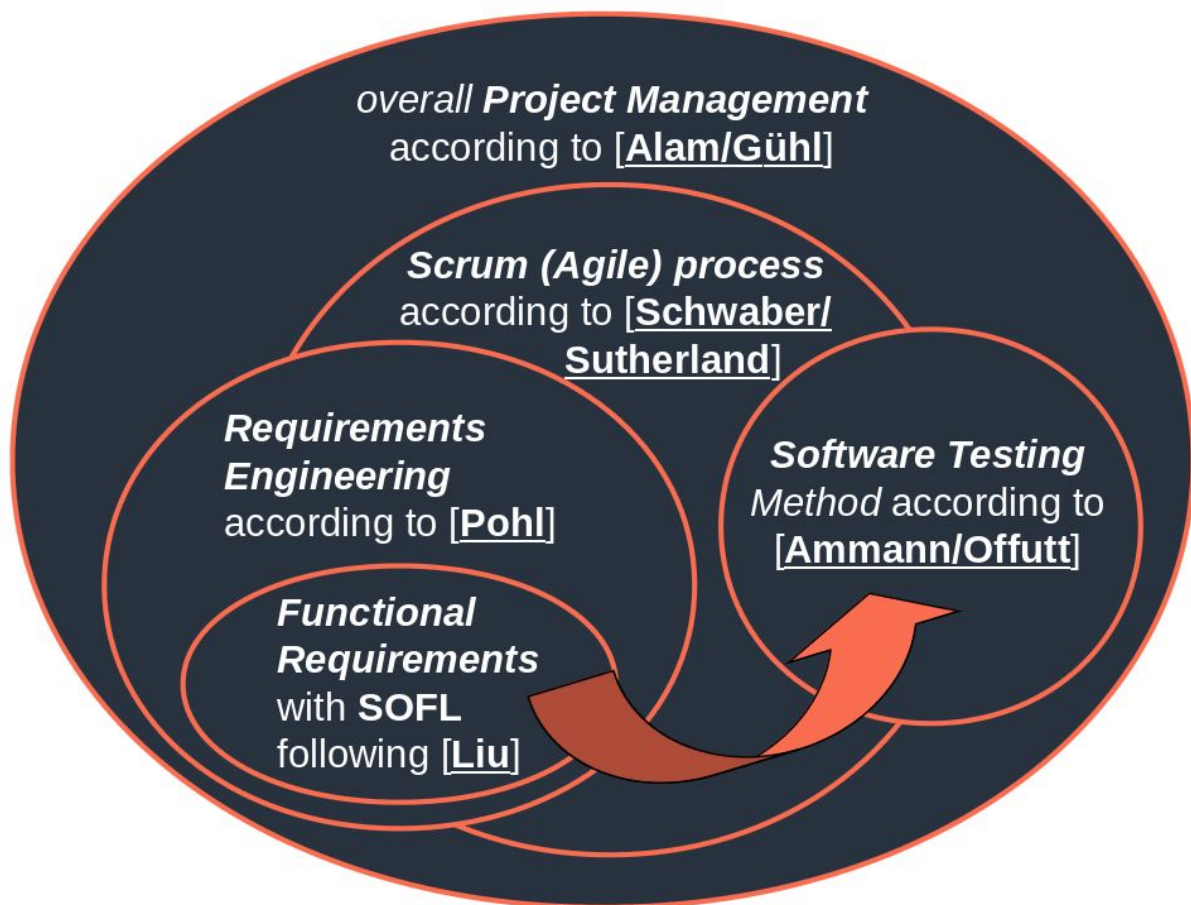 overall Project Management
according to [Alam/Gühl]
Scrum (Agile) process
according to [Schwaber/
Sutherland]
Requirements
Engineering
according to [Pohl]
Functional
Requirements
with SOFL
following [Liu]
Software Testing
Method according to
[Ammann/Offutt]